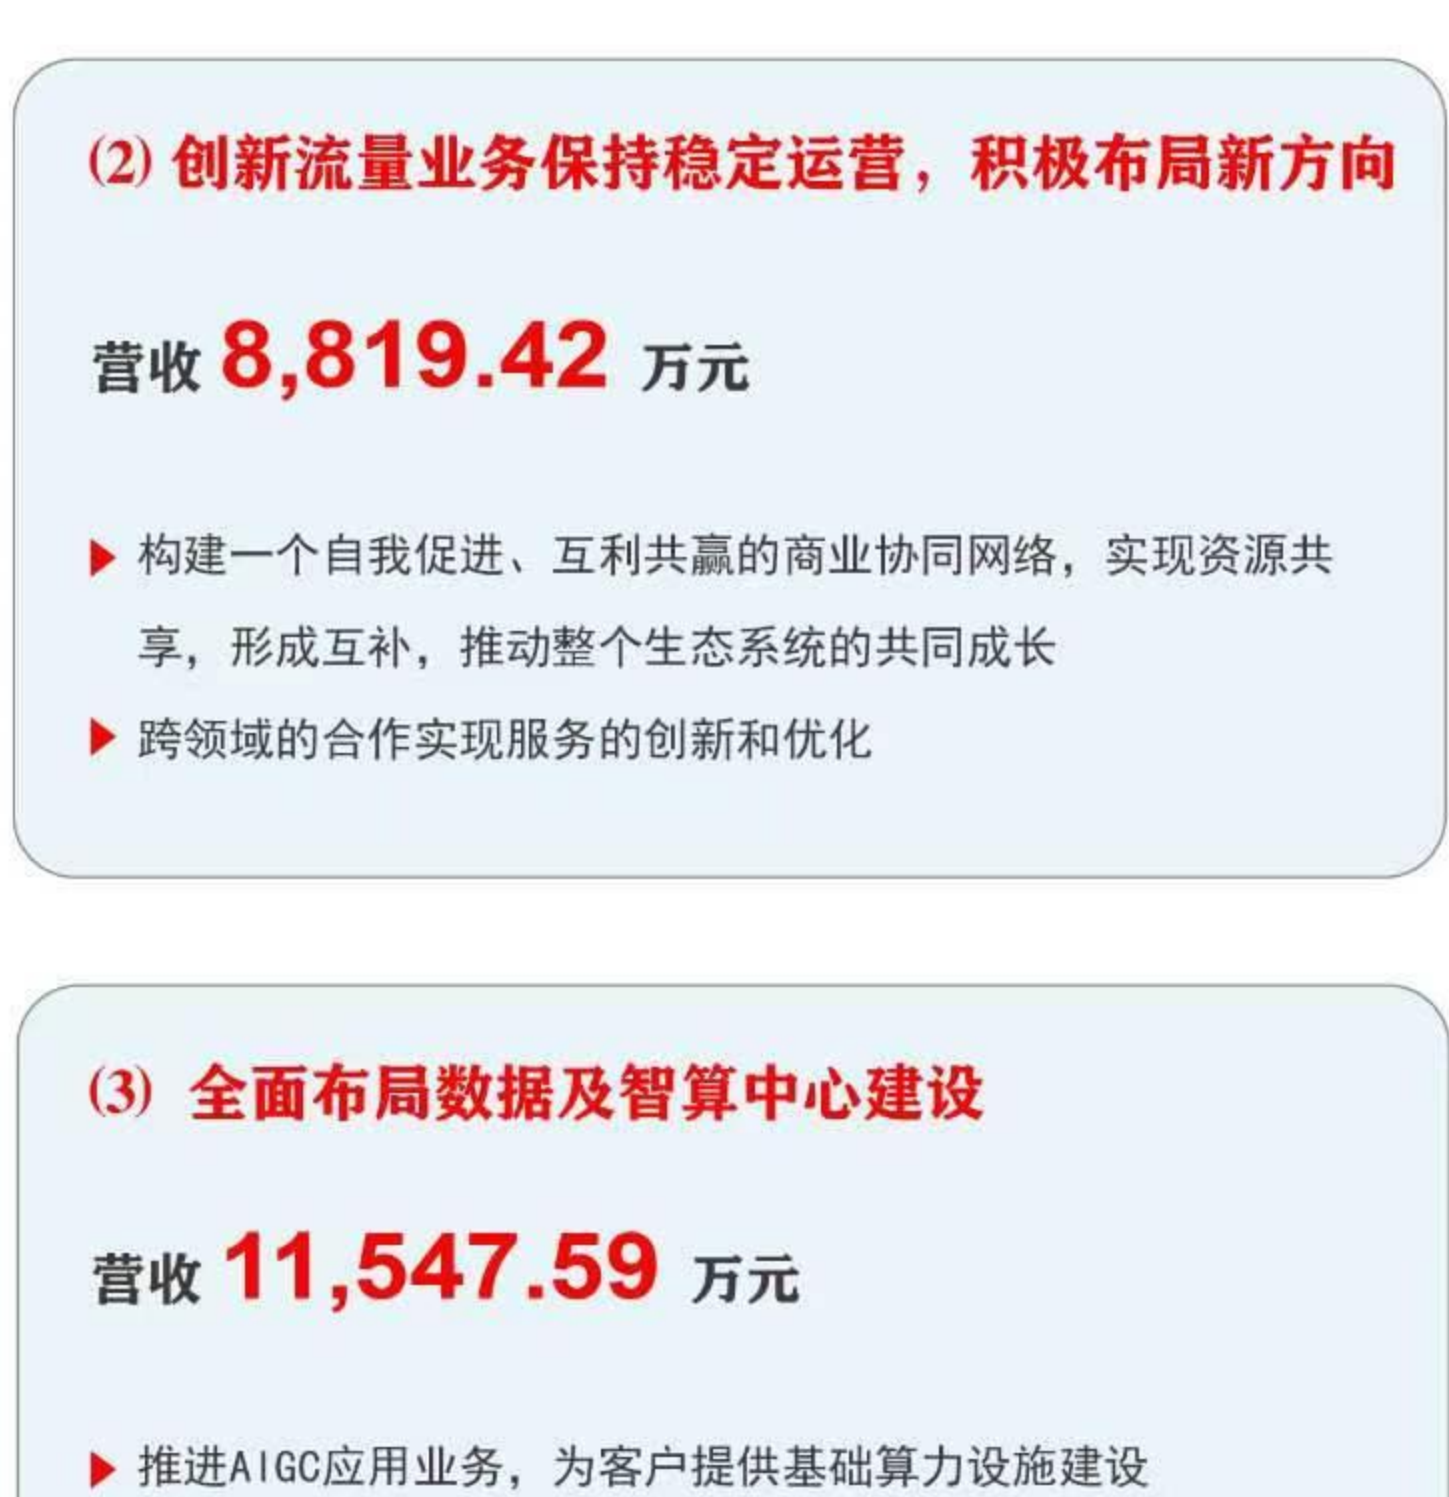 (2) 创新流量业务保持稳定运营，积极布局新方向
营收 8,819.42 万元
构建一个自我促进、互利共赢的商业协同网络，实现资源共
享，形成互补，推动整个生态系统的共同成长
跨领域的合作实现服务的创新和优化
(3) 全面布局数据及智算中心建设
营收 11,547.59 万元
推进AIGC应用业务，为客户提供基础算力设施建设